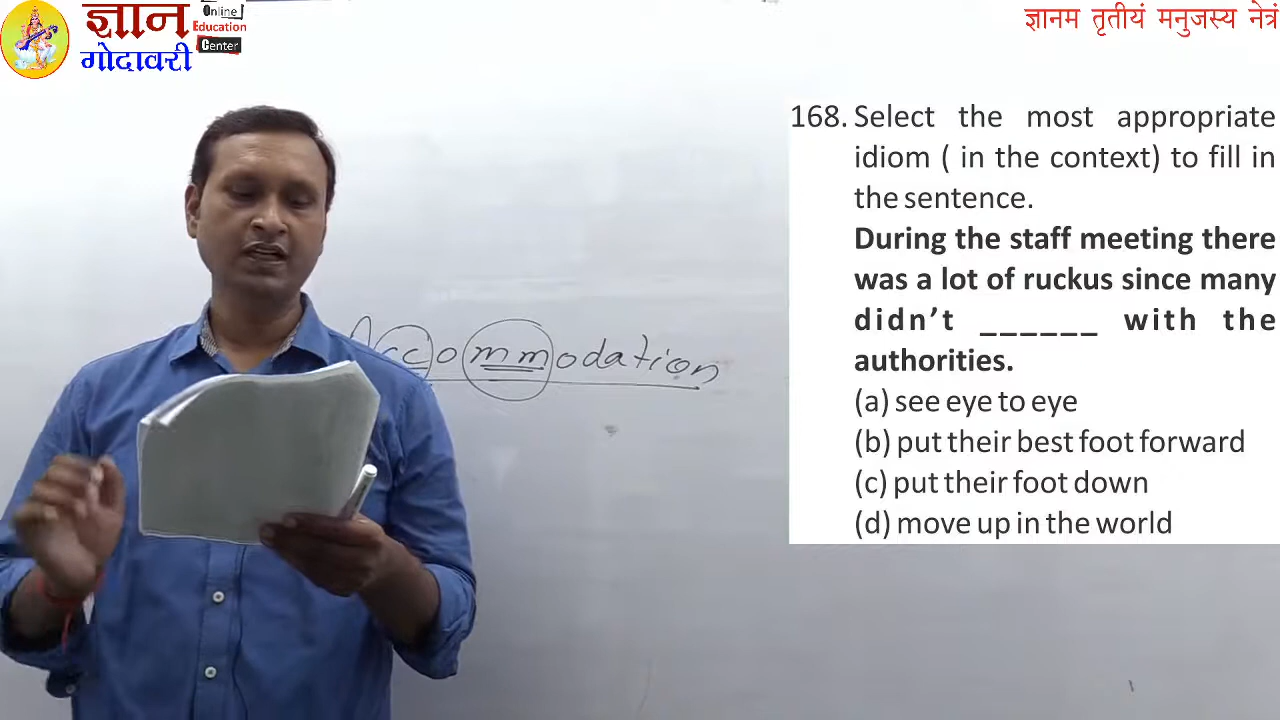 ज्ञान
गोदावरी
Online
Education
Center
ज्ञानम तृतीयं मनुजस्य नेत्रं
Accommodation
168. Select the most appropriate
idiom ( in the context) to fill in
the sentence.
During the staff meeting there
was a lot of ruckus since many
didn’t ______ with the
authorities.
(a) see eye to eye
(b) put their best foot forward
(c) put their foot down
(d) move up in the world